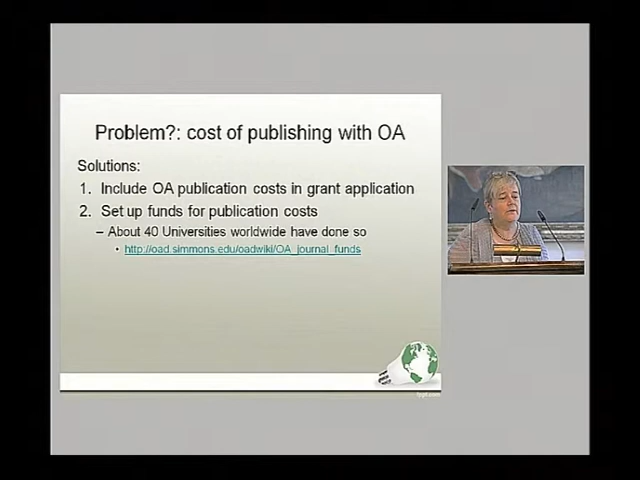 Problem?: cost of publishing with OA
Solutions:
1. Include OA publication costs in grant application
2. Set up funds for publication costs
– About 40 Universities worldwide have done so
• http://oad.simmons.edu/oadwiki/OA_journal_funds